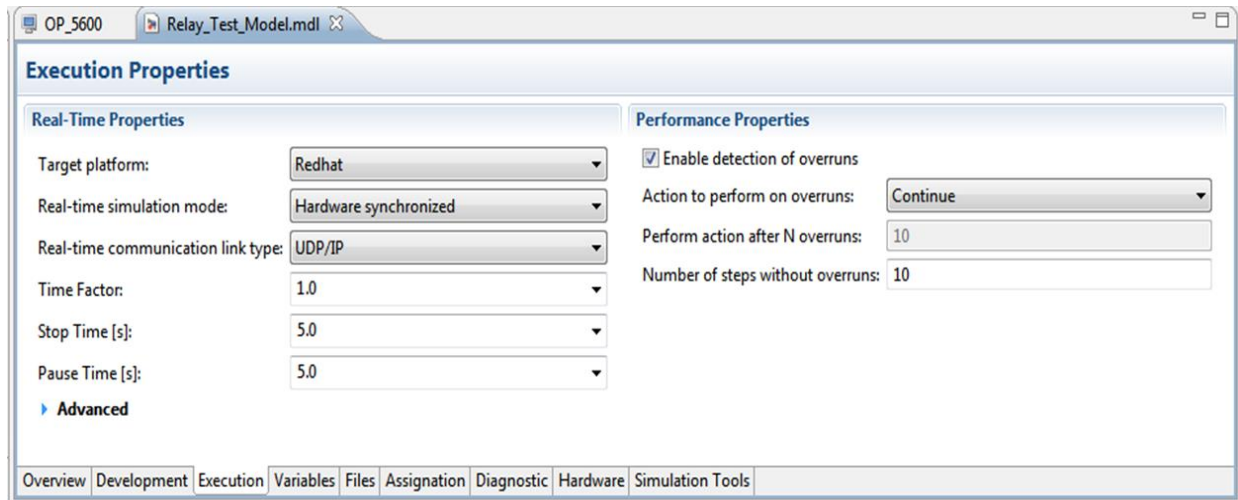 OP_5600 Relay_Test_Model.mdl
Execution Properties
Real-Time Properties
Target platform: Redhat
Real-time simulation mode: Hardware synchronized
Real-time communication link type: UDP/IP
Time Factor: 1.0
Stop Time [s]: 5.0
Pause Time [s]: 5.0
Advanced
Performance Properties
Enable detection of overruns
Action to perform on overruns: Continue
Perform action after N overruns: 10
Number of steps without overruns: 10
Overview Development Execution Variables Files Assignation Diagnostic Hardware Simulation Tools